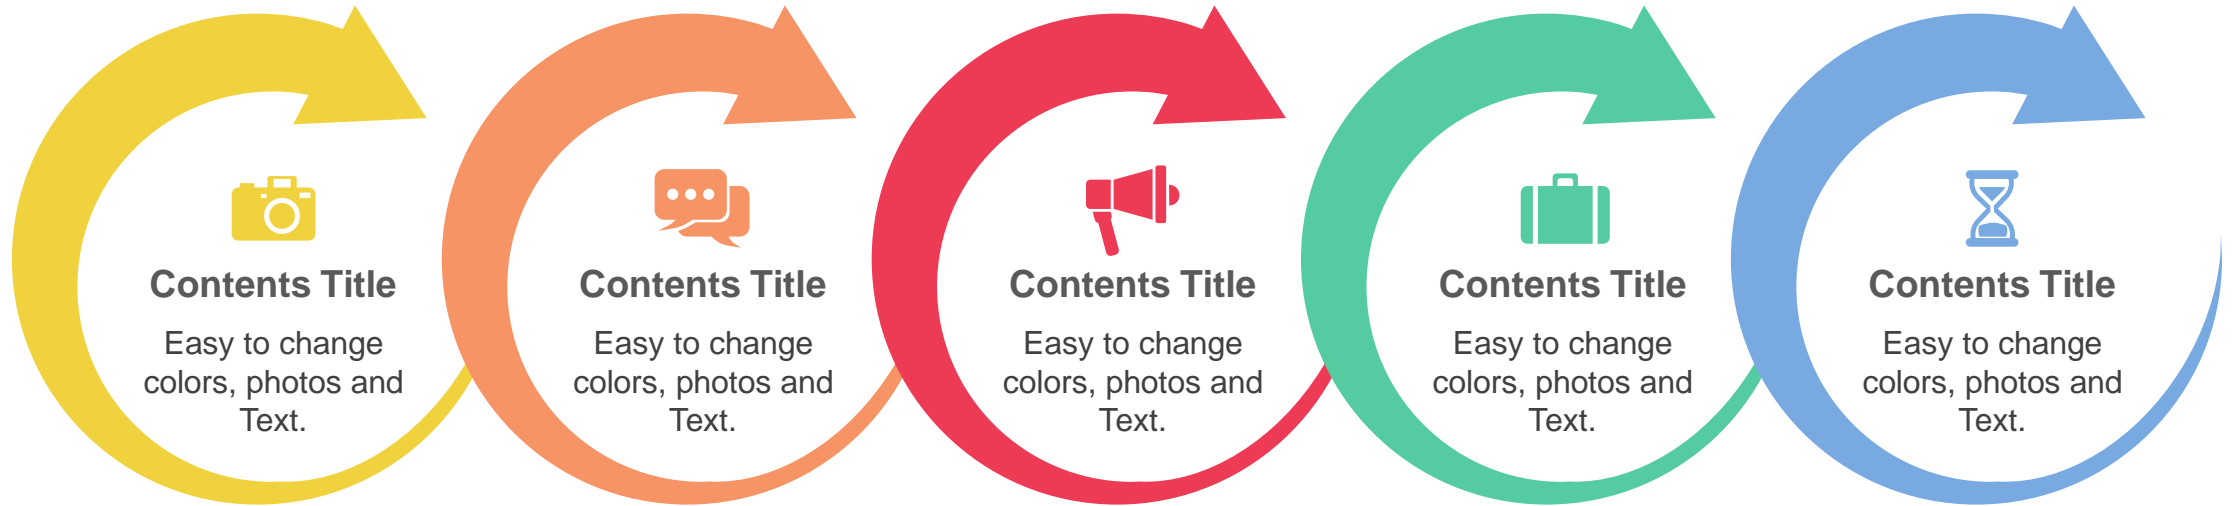 Contents Title
Easy to change
colors, photos and
Text.
Contents Title
Easy to change
colors, photos and
Text.
Contents Title
Easy to change
colors, photos and
Text.
Contents Title
Easy to change
colors, photos and
Text.
Contents Title
Easy to change
colors, photos and
Text.